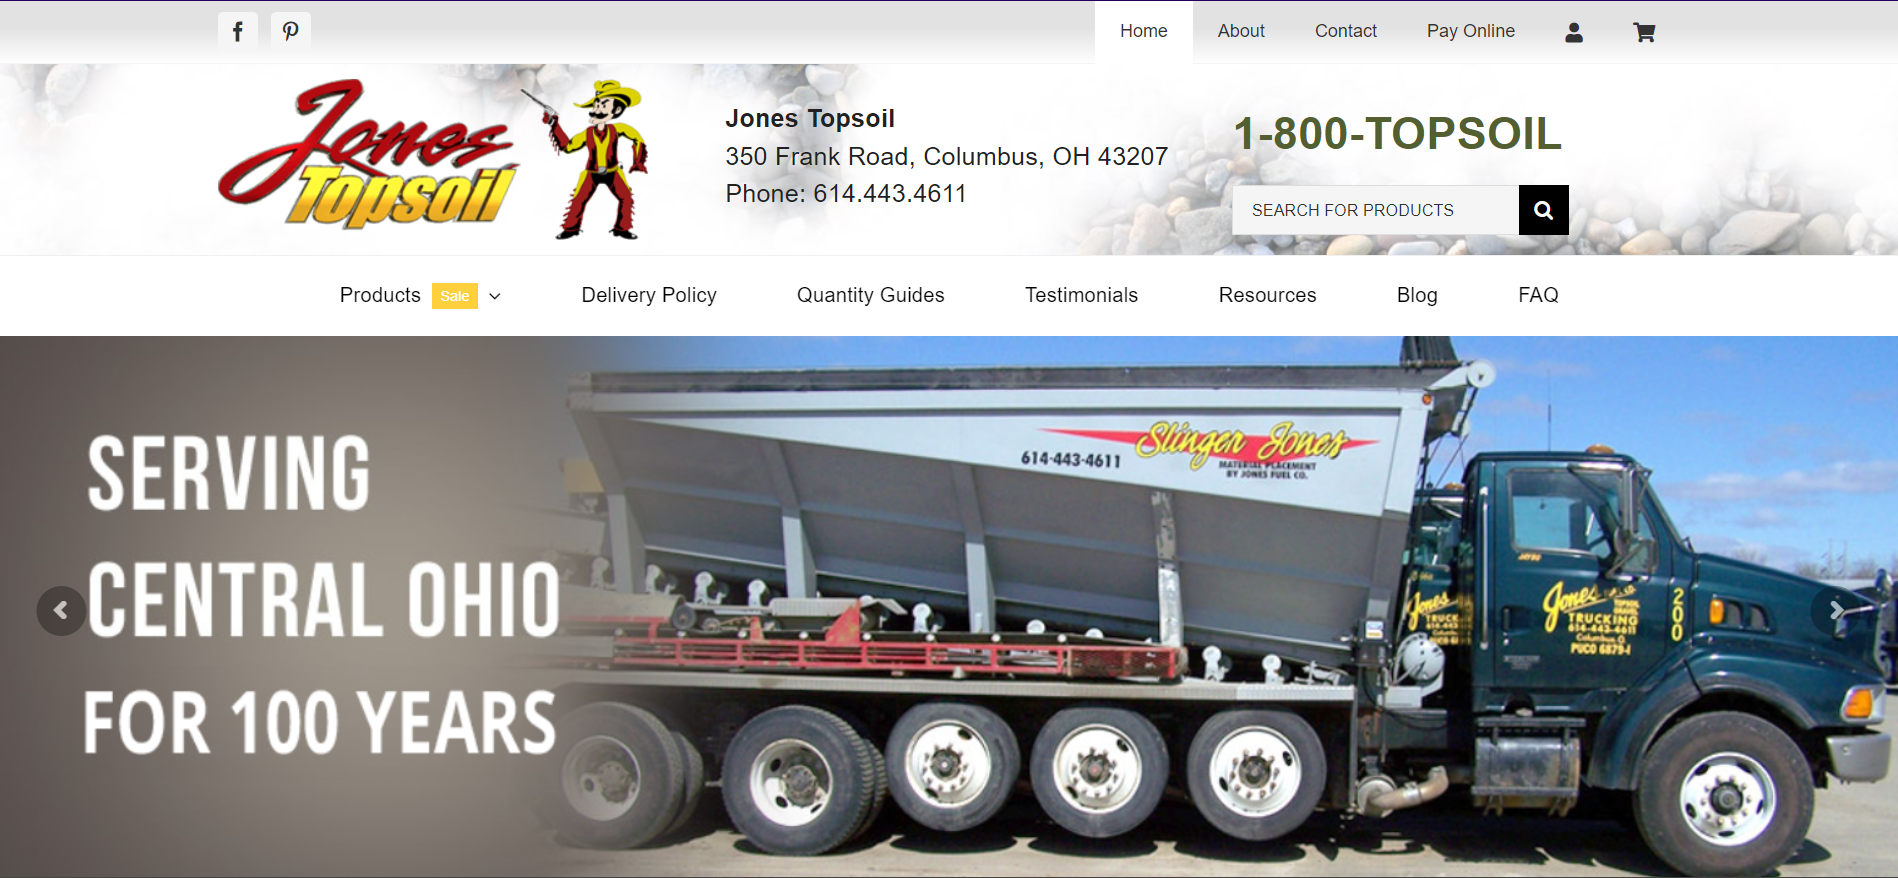 Home
About
Contact
Pay Online
Jones
Topsoil
Jones Topsoil
350 Frank Road, Columbus, OH 43207
Phone: 614.443.4611
1-800-TOPSOIL
SEARCH FOR PRODUCTS
Products Sale
Delivery Policy
Quantity Guides
Testimonials
Resources
Blog
FAQ
SERVING
CENTRAL OHIO
FOR 100 YEARS
614-443-4611
Slinger Jones
MATERIAL PLACEMENT
BY JONES FUEL CO.
Jones
TOPSOIL
TRUCKING
614-443-4611
Columbus, O.
PUCO 6879-I
200
Jones